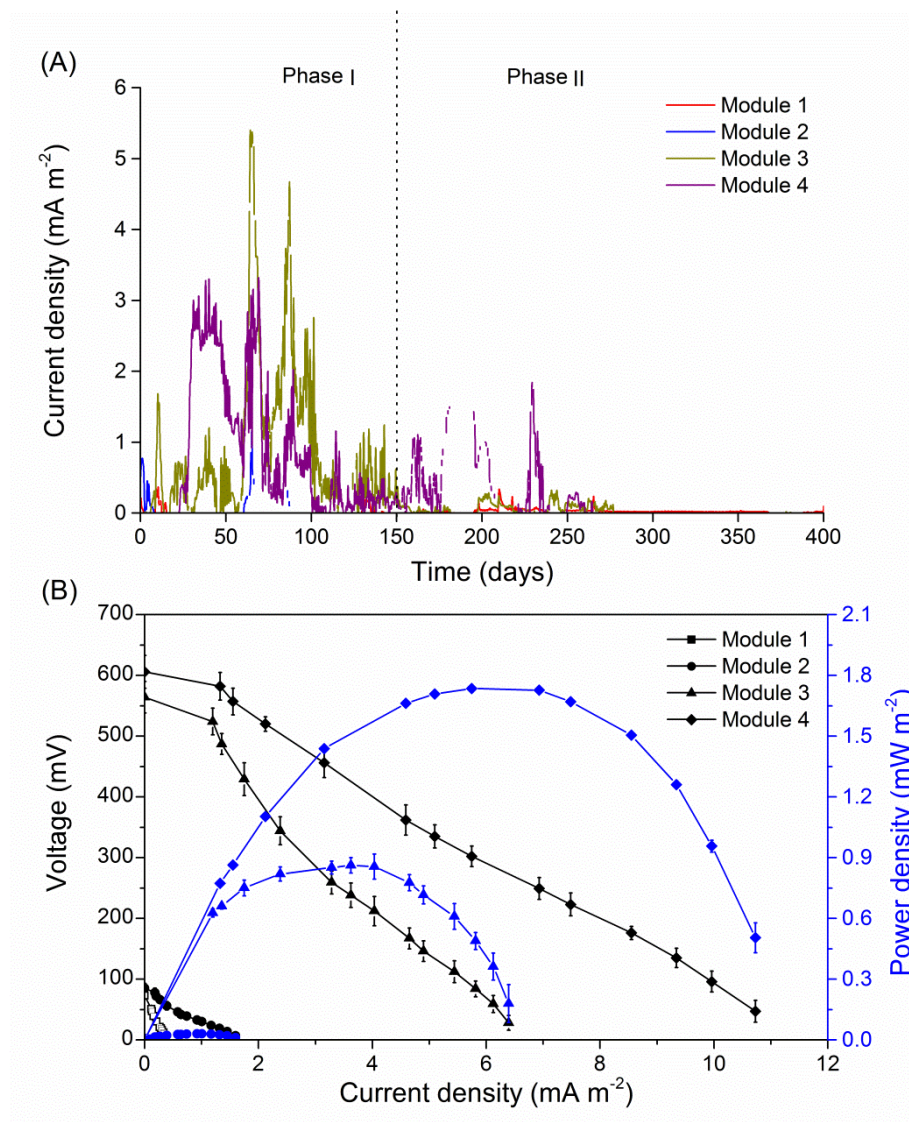 (A)
Phase I
Phase II
6
5
4
3
2
1
0
Current density (mA m⁻²)
Module 1
Module 2
Module 3
Module 4
0 50 100 150 200 250 300 350 400
Time (days)
(B)
700
600
500
400
300
200
100
0
Voltage (mV)
Module 1
Module 2
Module 3
Module 4
2.1
1.8
1.5
1.2
0.9
0.6
0.3
0.0
Power density (mW m⁻²)
0 2 4 6 8 10 12
Current density (mA m⁻²)